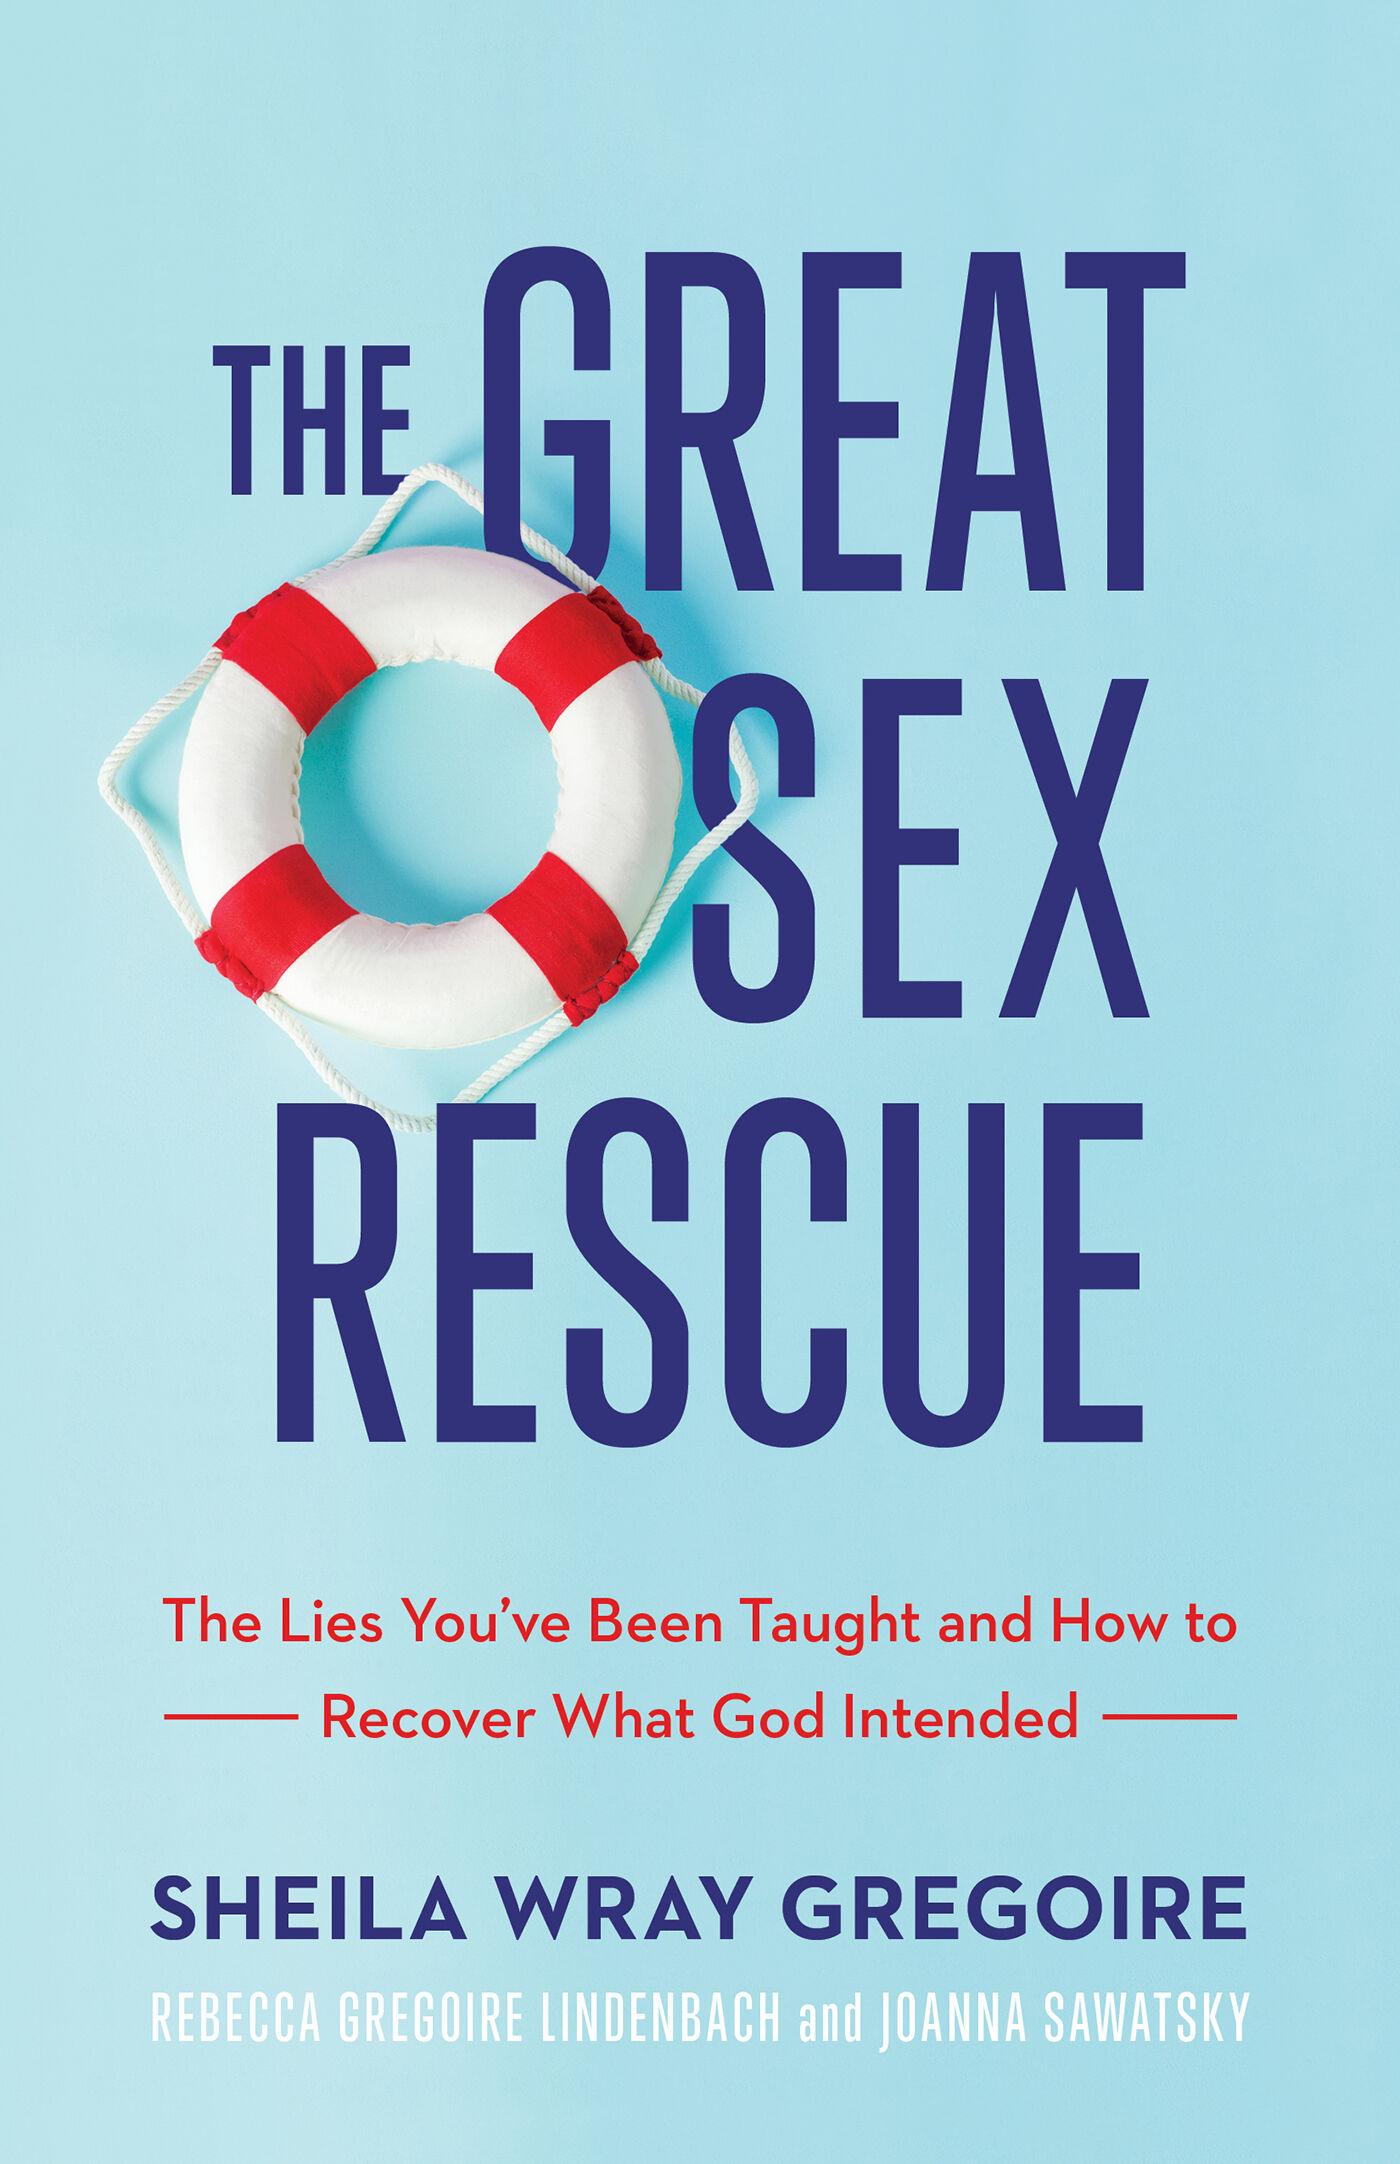 THE GREAT
SEX
RESCUE
The Lies You’ve Been Taught and How to
Recover What God Intended
SHEILA WRAY GREGOIRE
REBECCA GREGOIRE LINDENBACH and JOANNA SAWATSKY